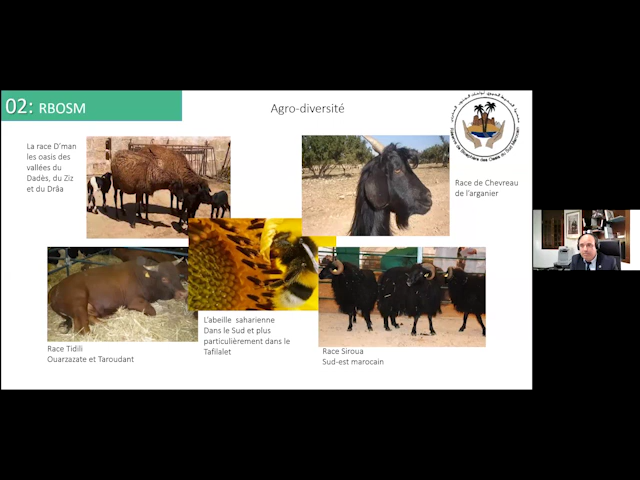 02: RBOSM
Agro-diversité
La race D'man
les oasis des
vallées du
Dadès, du Ziz
et du Drâa
Race de Chevreau
de l'arganier
Race Tidili
Ouarzazate et Taroudant
L'abeille saharienne
Dans le Sud et plus
particulièrement dans le
Tafilalet
Race Siroua
Sud-est marocain